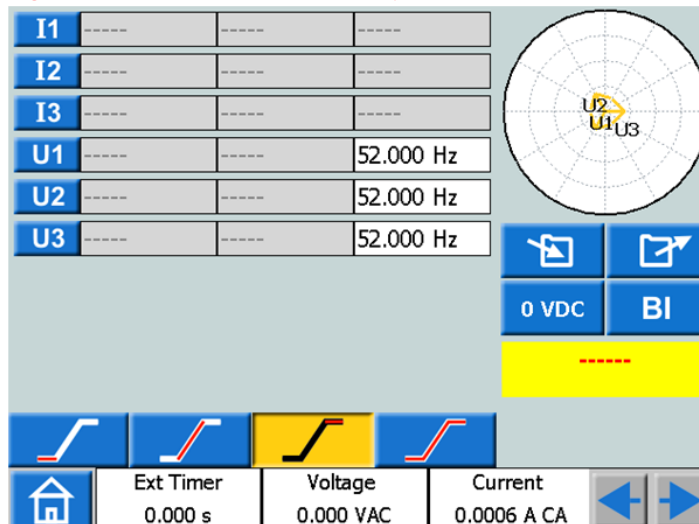 I1 ----- ----- -----
I2 ----- ----- -----
I3 ----- ----- -----
U1 ----- ----- 52.000 Hz
U2 ----- ----- 52.000 Hz
U3 ----- ----- 52.000 Hz
U2
U1 U3
0 VDC BI
------
Ext Timer Voltage Current
0.000 s 0.000 VAC 0.0006 A CA